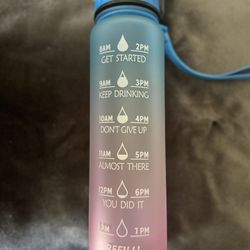 8AM 2PM
GET STARTED
9AM 3PM
KEEP DRINKING
10AM 4PM
DON'T GIVE UP
11AM 5PM
ALMOST THERE
12PM 6PM
YOU DID IT
7PM
REFILL!